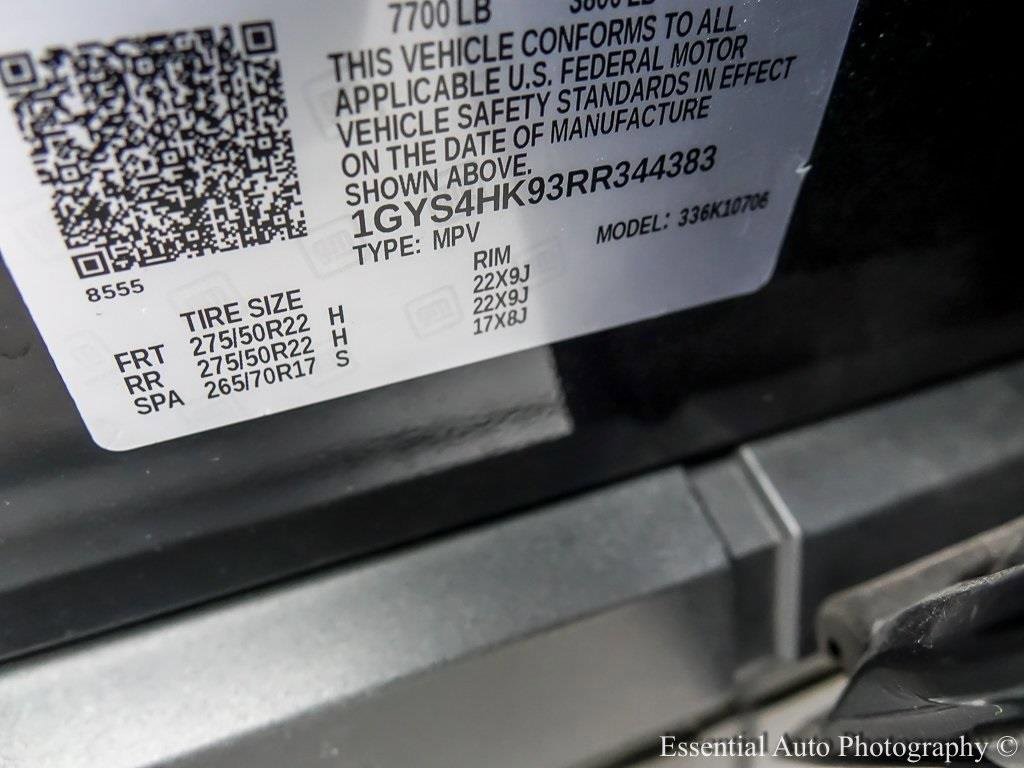 7700 LB 3800 LB
THIS VEHICLE CONFORMS TO ALL
APPLICABLE U.S. FEDERAL MOTOR
VEHICLE SAFETY STANDARDS IN EFFECT
ON THE DATE OF MANUFACTURE
SHOWN ABOVE.
1GYS4HK93RR344383
TYPE: MPV MODEL: 336K10706
8555
TIRE SIZE RIM
FRT 275/50R22 H 22X9J
RR 275/50R22 H 22X9J
SPA 265/70R17 S 17X8J
Essential Auto Photography ©